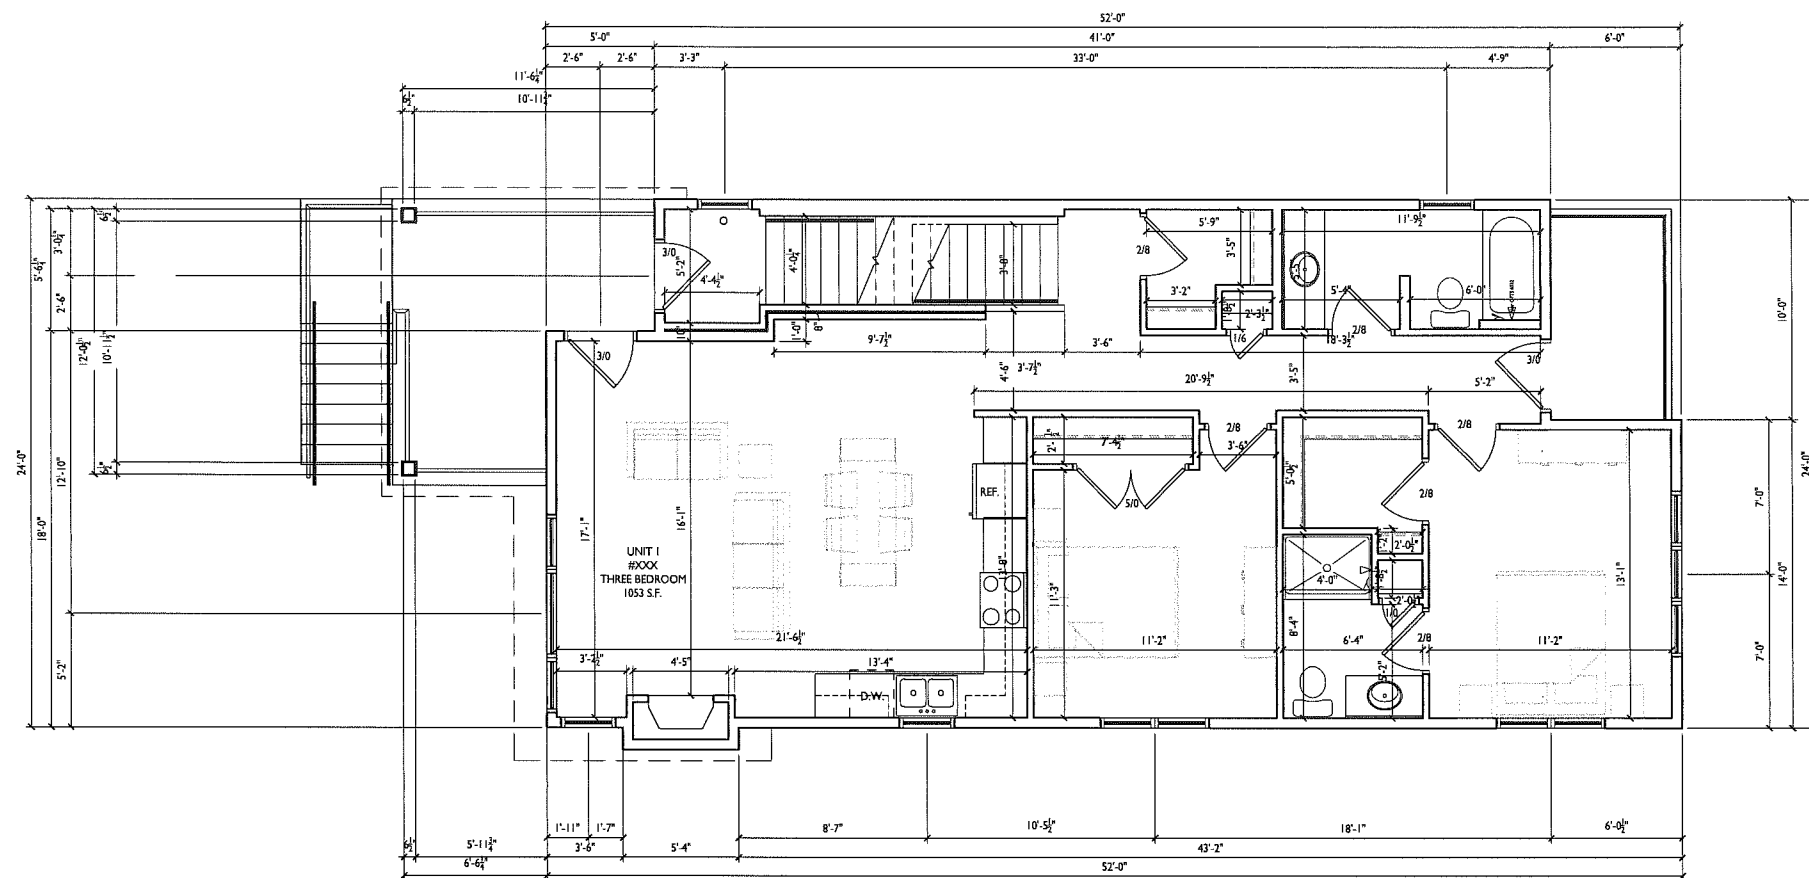 52'-0"
5'-0" 41'-0" 6'-0"
2'-6" 2'-6" 3'-3" 33'-0" 4'-9"
11'-6¼"
6½" 10'-11½"
5'-9" 11'-9½"
3/0 5'-2" 4'-0¼" 3'-8" 2/8 3'-5"
4'-4½" 3'-2" 2'-3½" 5'-4" 6'-0"
6½" 3'-0¼" 5'-6¼" 2'-6" 10'-0"
1'-0" 8" 1/6 2/8 18'-3½"
3/0 9'-7½" 3'-6" 3/0
12'-0½" 10'-11½" 4'-6" 3'-7½" 3'-5"
20'-9½" 5'-2"
2/8 2/8
7'-4½" 3'-6"
6½" 24'-0" 12'-10" 5'-0½" 24'-0"
REF. 5/0 2/8 7'-0"
18'-0" 17'-1" 16'-1"
2'-0½"
UNIT 1
#XXX
THREE BEDROOM
1053 S.F.
13'-8" 11'-3" 4'-0" 13'-1" 14'-0"
1/0
21'-6½" 11'-2" 8'-4" 6'-4" 2/8 11'-2"
5'-2" 3'-2½" 4'-5" 13'-4" 5'-2" 7'-0"
D.W.
1'-11" 1'-7" 8'-7" 10'-5½" 18'-1" 6'-0½"
6½" 5'-11¾" 3'-6" 5'-4" 43'-2"
6'-6¼" 52'-0"